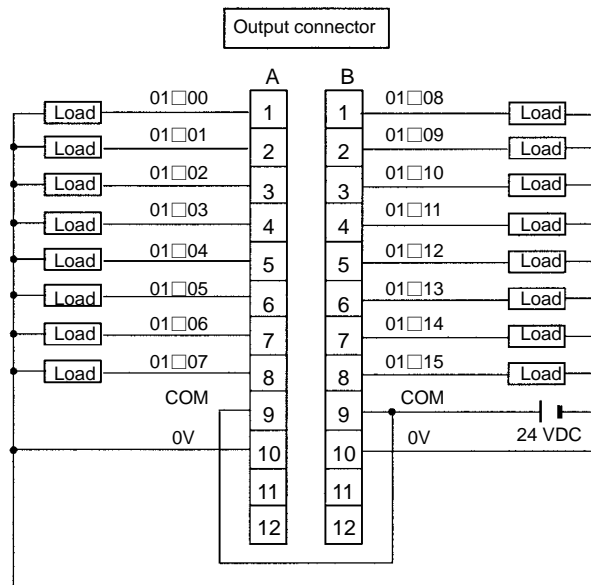 Output connector
A B
01□00 01□08
Load 1 1 Load
01□01 01□09
Load 2 2 Load
01□02 01□10
Load 3 3 Load
01□03 01□11
Load 4 4 Load
01□04 01□12
Load 5 5 Load
01□05 01□13
Load 6 6 Load
01□06 01□14
Load 7 7 Load
01□07 01□15
Load 8 8 Load
COM COM
9 9
0V 0V 24 VDC
10 10
11 11
12 12